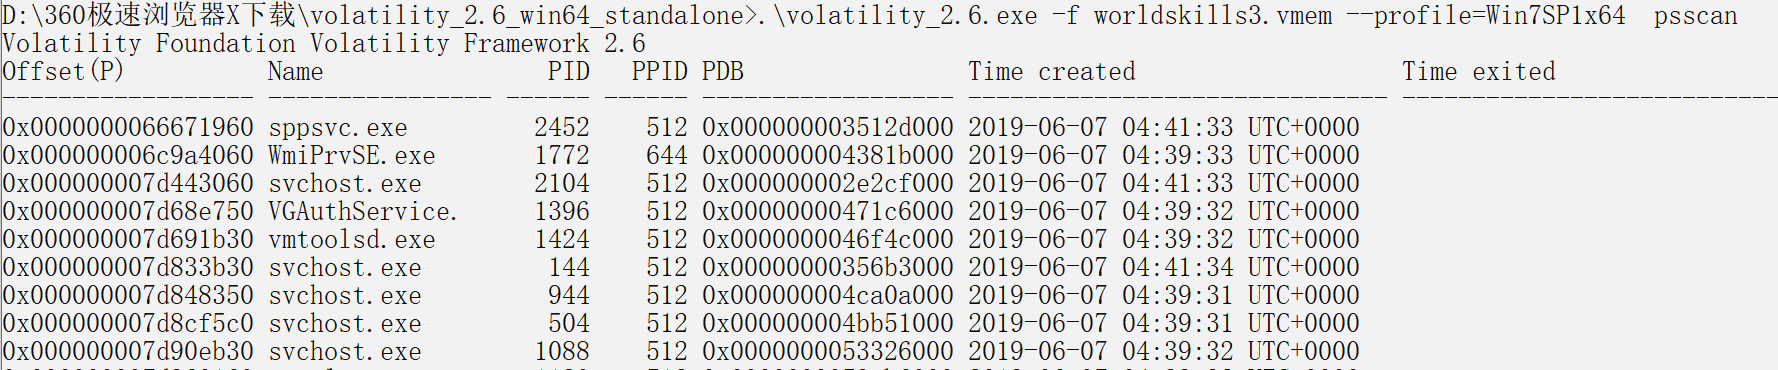 D:\360极速浏览器X下载\volatility_2.6_win64_standalone>.\volatility_2.6.exe -f worldskills3.vmem --profile=Win7SP1x64  psscan
Volatility Foundation Volatility Framework 2.6
Offset(P)          Name                PID   PPID PDB                Time created                   Time exited
------------------ ---------------- ------ ------ ------------------ ------------------------------ ---------------------------
0x0000000066671960 sppsvc.exe         2452    512 0x000000003512d000 2019-06-07 04:41:33 UTC+0000
0x000000006c9a4060 WmiPrvSE.exe       1772    644 0x000000004381b000 2019-06-07 04:39:33 UTC+0000
0x000000007d443060 svchost.exe        2104    512 0x000000002e2cf000 2019-06-07 04:41:33 UTC+0000
0x000000007d68e750 VGAuthService.     1396    512 0x00000000471c6000 2019-06-07 04:39:32 UTC+0000
0x000000007d691b30 vmtoolsd.exe       1424    512 0x0000000046f4c000 2019-06-07 04:39:32 UTC+0000
0x000000007d833b30 svchost.exe         144    512 0x00000000356b3000 2019-06-07 04:41:34 UTC+0000
0x000000007d848350 svchost.exe         944    512 0x000000004ca0a000 2019-06-07 04:39:31 UTC+0000
0x000000007d8cf5c0 svchost.exe         504    512 0x000000004bb51000 2019-06-07 04:39:31 UTC+0000
0x000000007d90eb30 svchost.exe        1088    512 0x0000000053326000 2019-06-07 04:39:32 UTC+0000